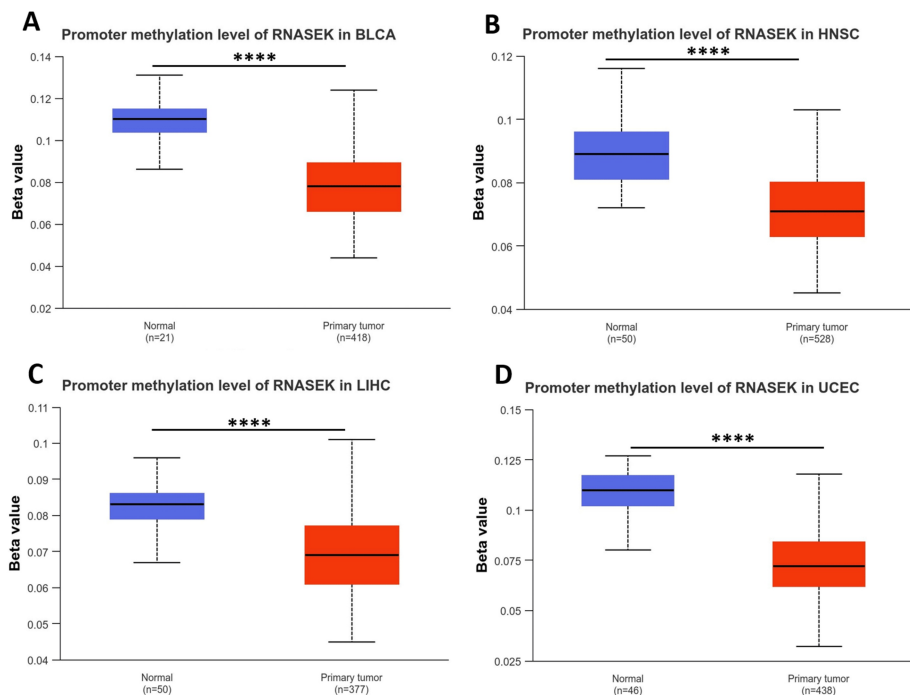 A
Promoter methylation level of RNASEK in BLCA
****
0.14
0.12
0.1
0.08
0.06
0.04
0.02
Beta value
Normal
(n=21)
Primary tumor
(n=418)
B
Promoter methylation level of RNASEK in HNSC
****
0.12
0.1
0.08
0.06
0.04
Beta value
Normal
(n=50)
Primary tumor
(n=528)
C
Promoter methylation level of RNASEK in LIHC
****
0.11
0.1
0.09
0.08
0.07
0.06
0.05
0.04
Beta value
Normal
(n=50)
Primary tumor
(n=377)
D
Promoter methylation level of RNASEK in UCEC
****
0.15
0.125
0.1
0.075
0.05
0.025
Beta value
Normal
(n=46)
Primary tumor
(n=438)